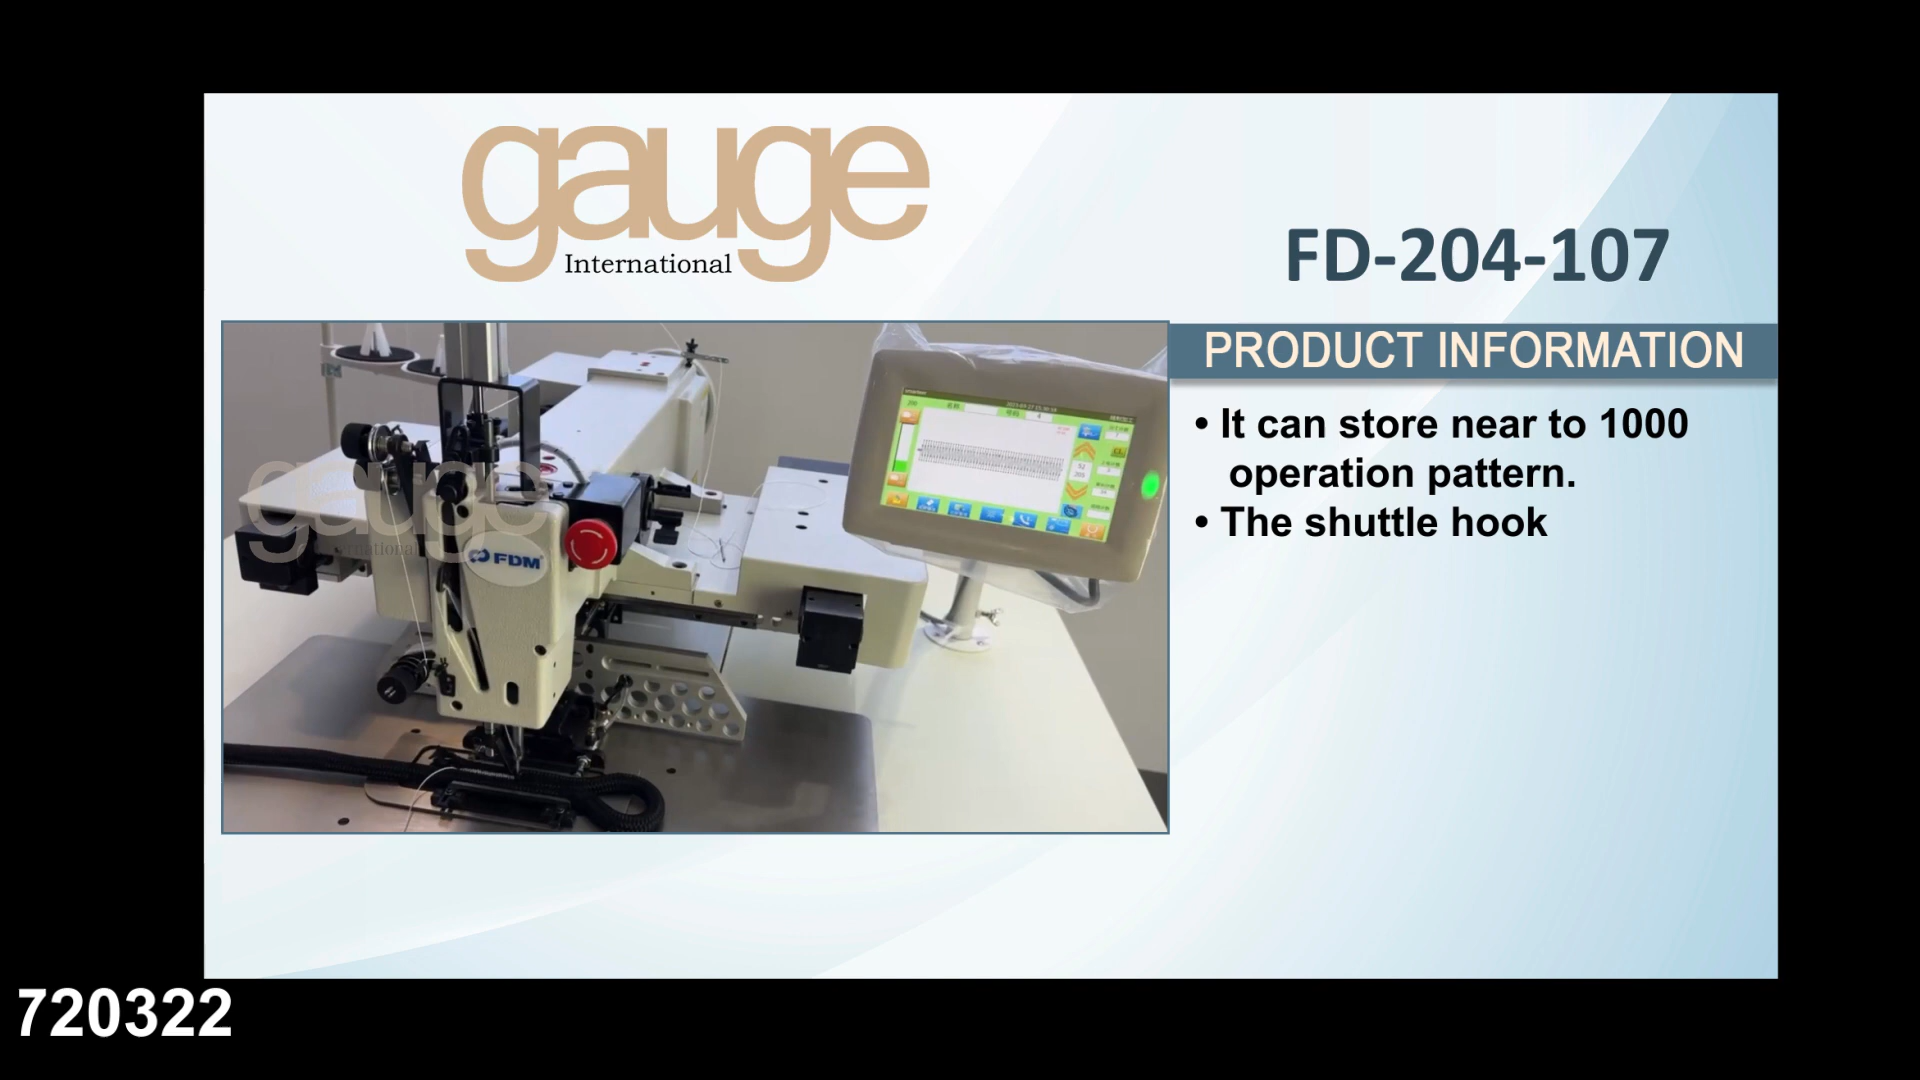 gauge
International
FD-204-107
PRODUCT INFORMATION
• It can store near to 1000
operation pattern.
• The shuttle hook
gauge
FDM
720322